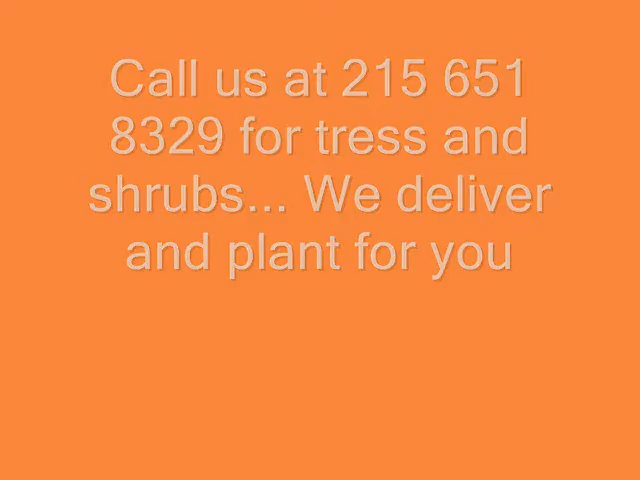 Call us at 215 651
8329 for tress and
shrubs... We deliver
and plant for you